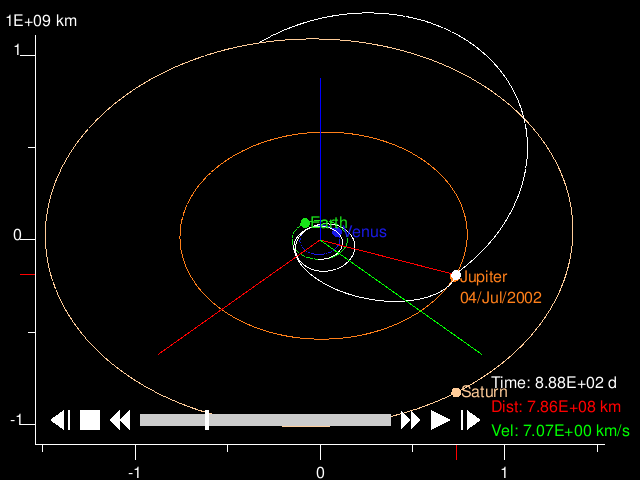 1E+09 km
1
0
-1
Earth
Venus
Jupiter
04/Jul/2002
Saturn
Time: 8.88E+02 d
Dist: 7.86E+08 km
Vel: 7.07E+00 km/s
-1
0
1